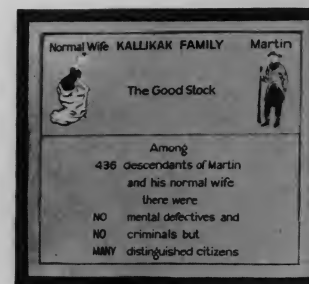 Normal Wife KALLIKAK FAMILY Martin
The Good Stock
Among
436 descendants of Martin
and his normal wife
there were
NO mental defectives and
NO criminals but
MANY distinguished citizens